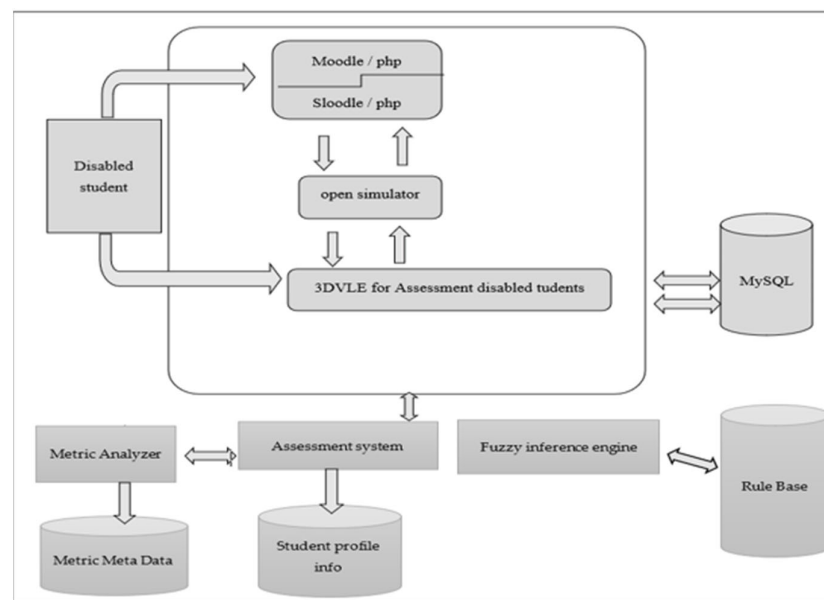 Moodle / php
Sloodle / php
Disabled
student
open simulator
3DVLE for Assessment disabled tudents
MySQL
Metric Analyzer
Assessment system
Fuzzy inference engine
Rule Base
Metric Meta Data
Student profile
info